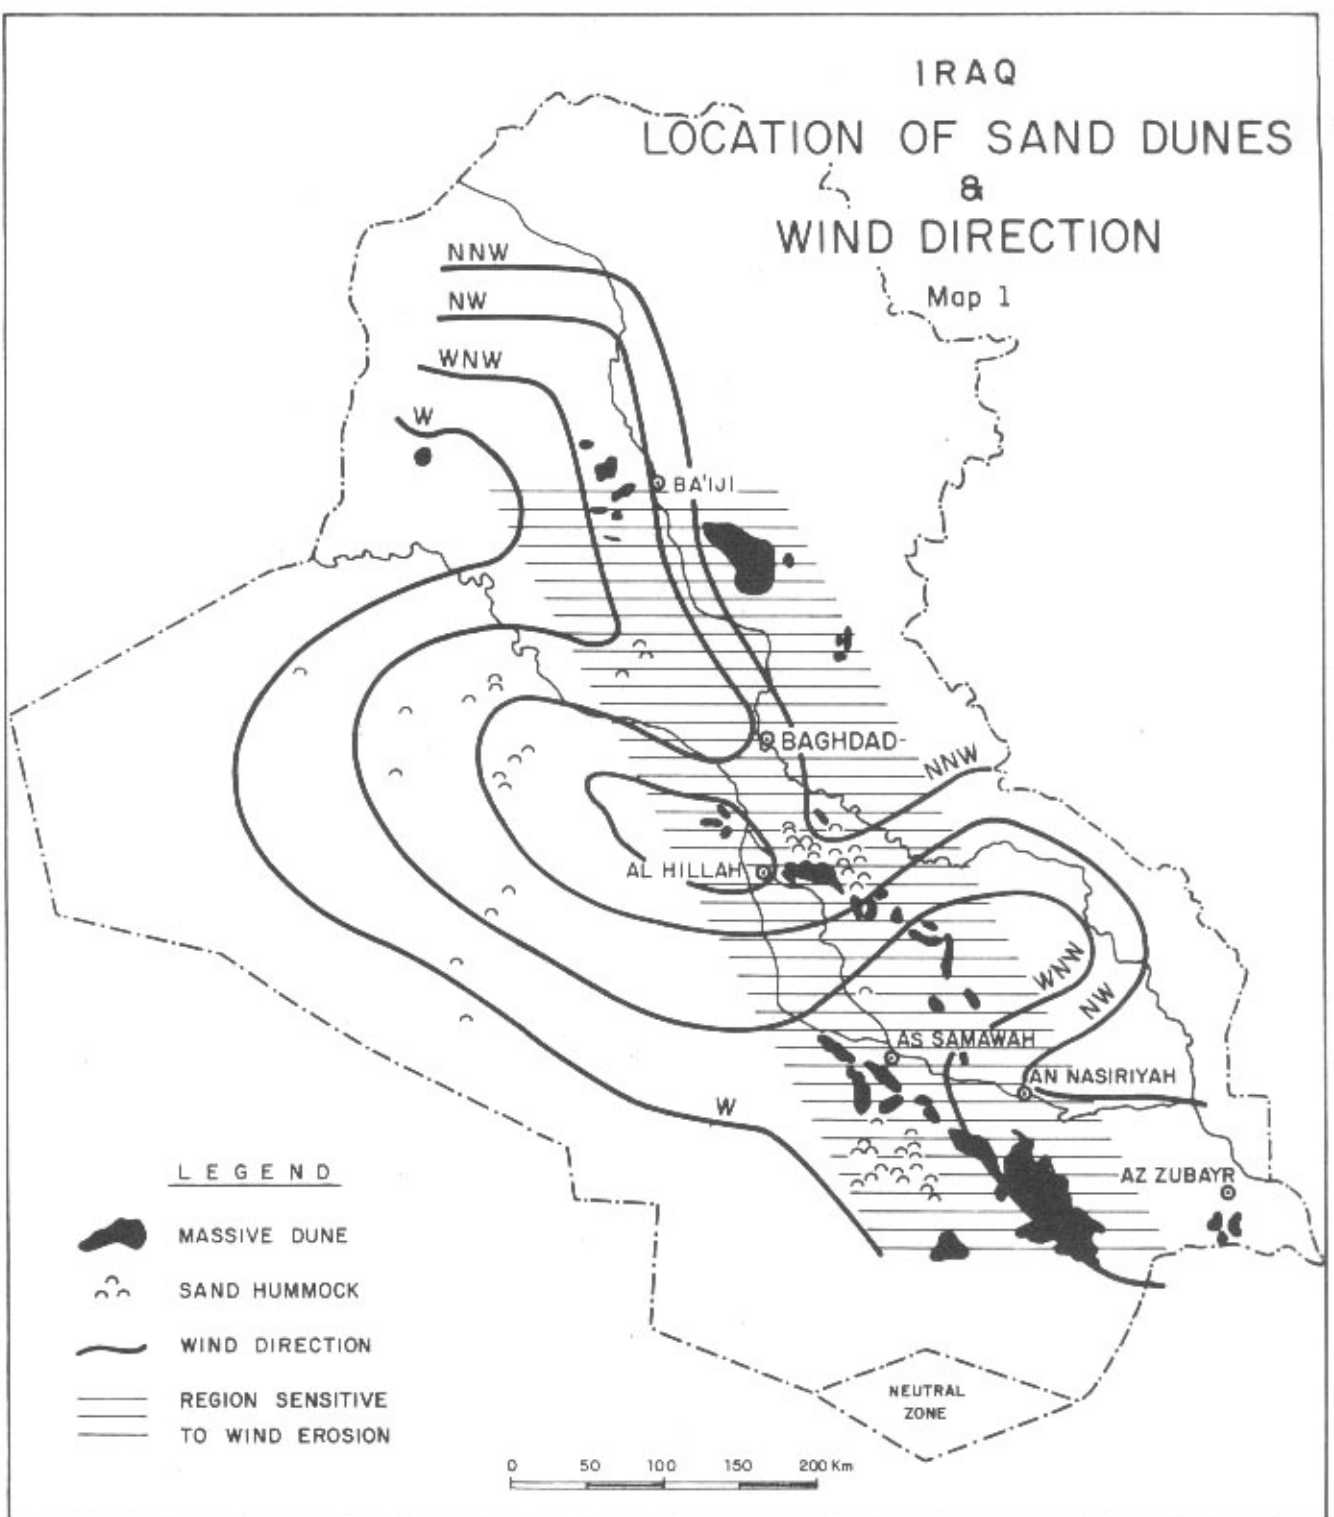 IRAQ
LOCATION OF SAND DUNES
&
WIND DIRECTION
Map 1
NNW
NW
WNW
W
BA'IJI
BAGHDAD
NNW
AL HILLAH
WNW
NW
AS SAMAWAH
AN NASIRIYAH
W
AZ ZUBAYR
LEGEND
MASSIVE DUNE
SAND HUMMOCK
WIND DIRECTION
REGION SENSITIVE
TO WIND EROSION
NEUTRAL
ZONE
0 50 100 150 200 Km